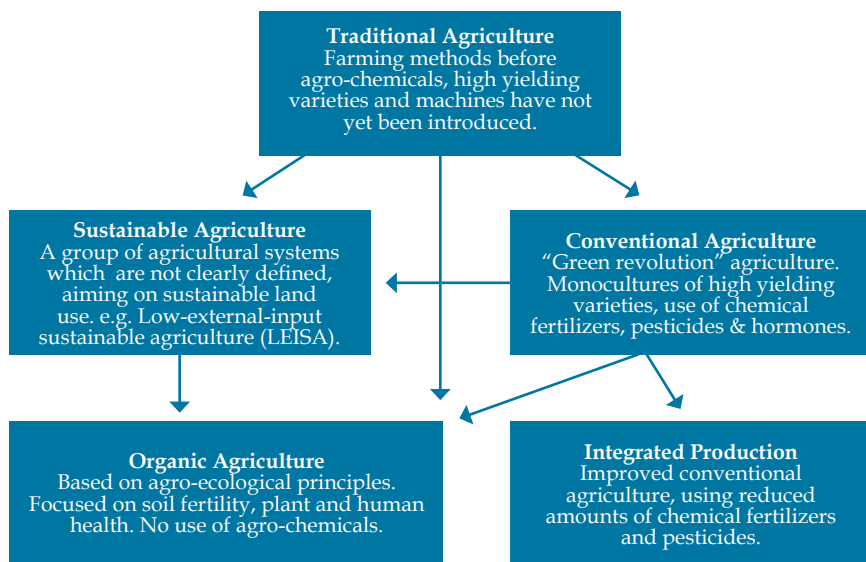 Traditional Agriculture
Farming methods before
agro-chemicals, high yielding
varieties and machines have not
yet been introduced.
Sustainable Agriculture
A group of agricultural systems
which are not clearly defined,
aiming on sustainable land
use. e.g. Low-external-input
sustainable agriculture (LEISA).
Conventional Agriculture
“Green revolution” agriculture.
Monocultures of high yielding
varieties, use of chemical
fertilizers, pesticides & hormones.
Organic Agriculture
Based on agro-ecological principles.
Focused on soil fertility, plant and human
health. No use of agro-chemicals.
Integrated Production
Improved conventional
agriculture, using reduced
amounts of chemical fertilizers
and pesticides.